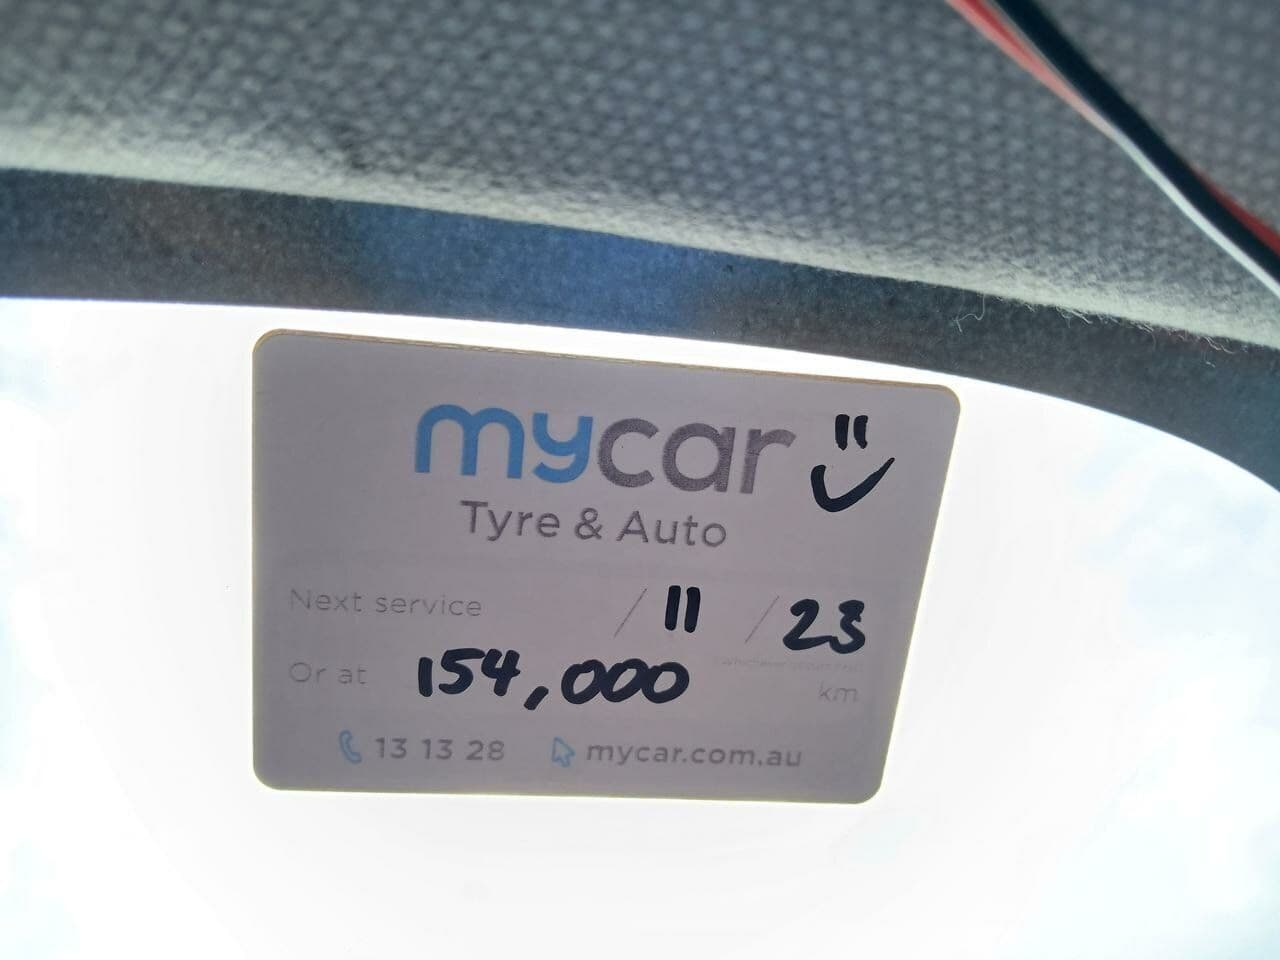 mycar
Tyre & Auto
Next service / 11 / 23
Or at 154,000 km
13 13 28 mycar.com.au